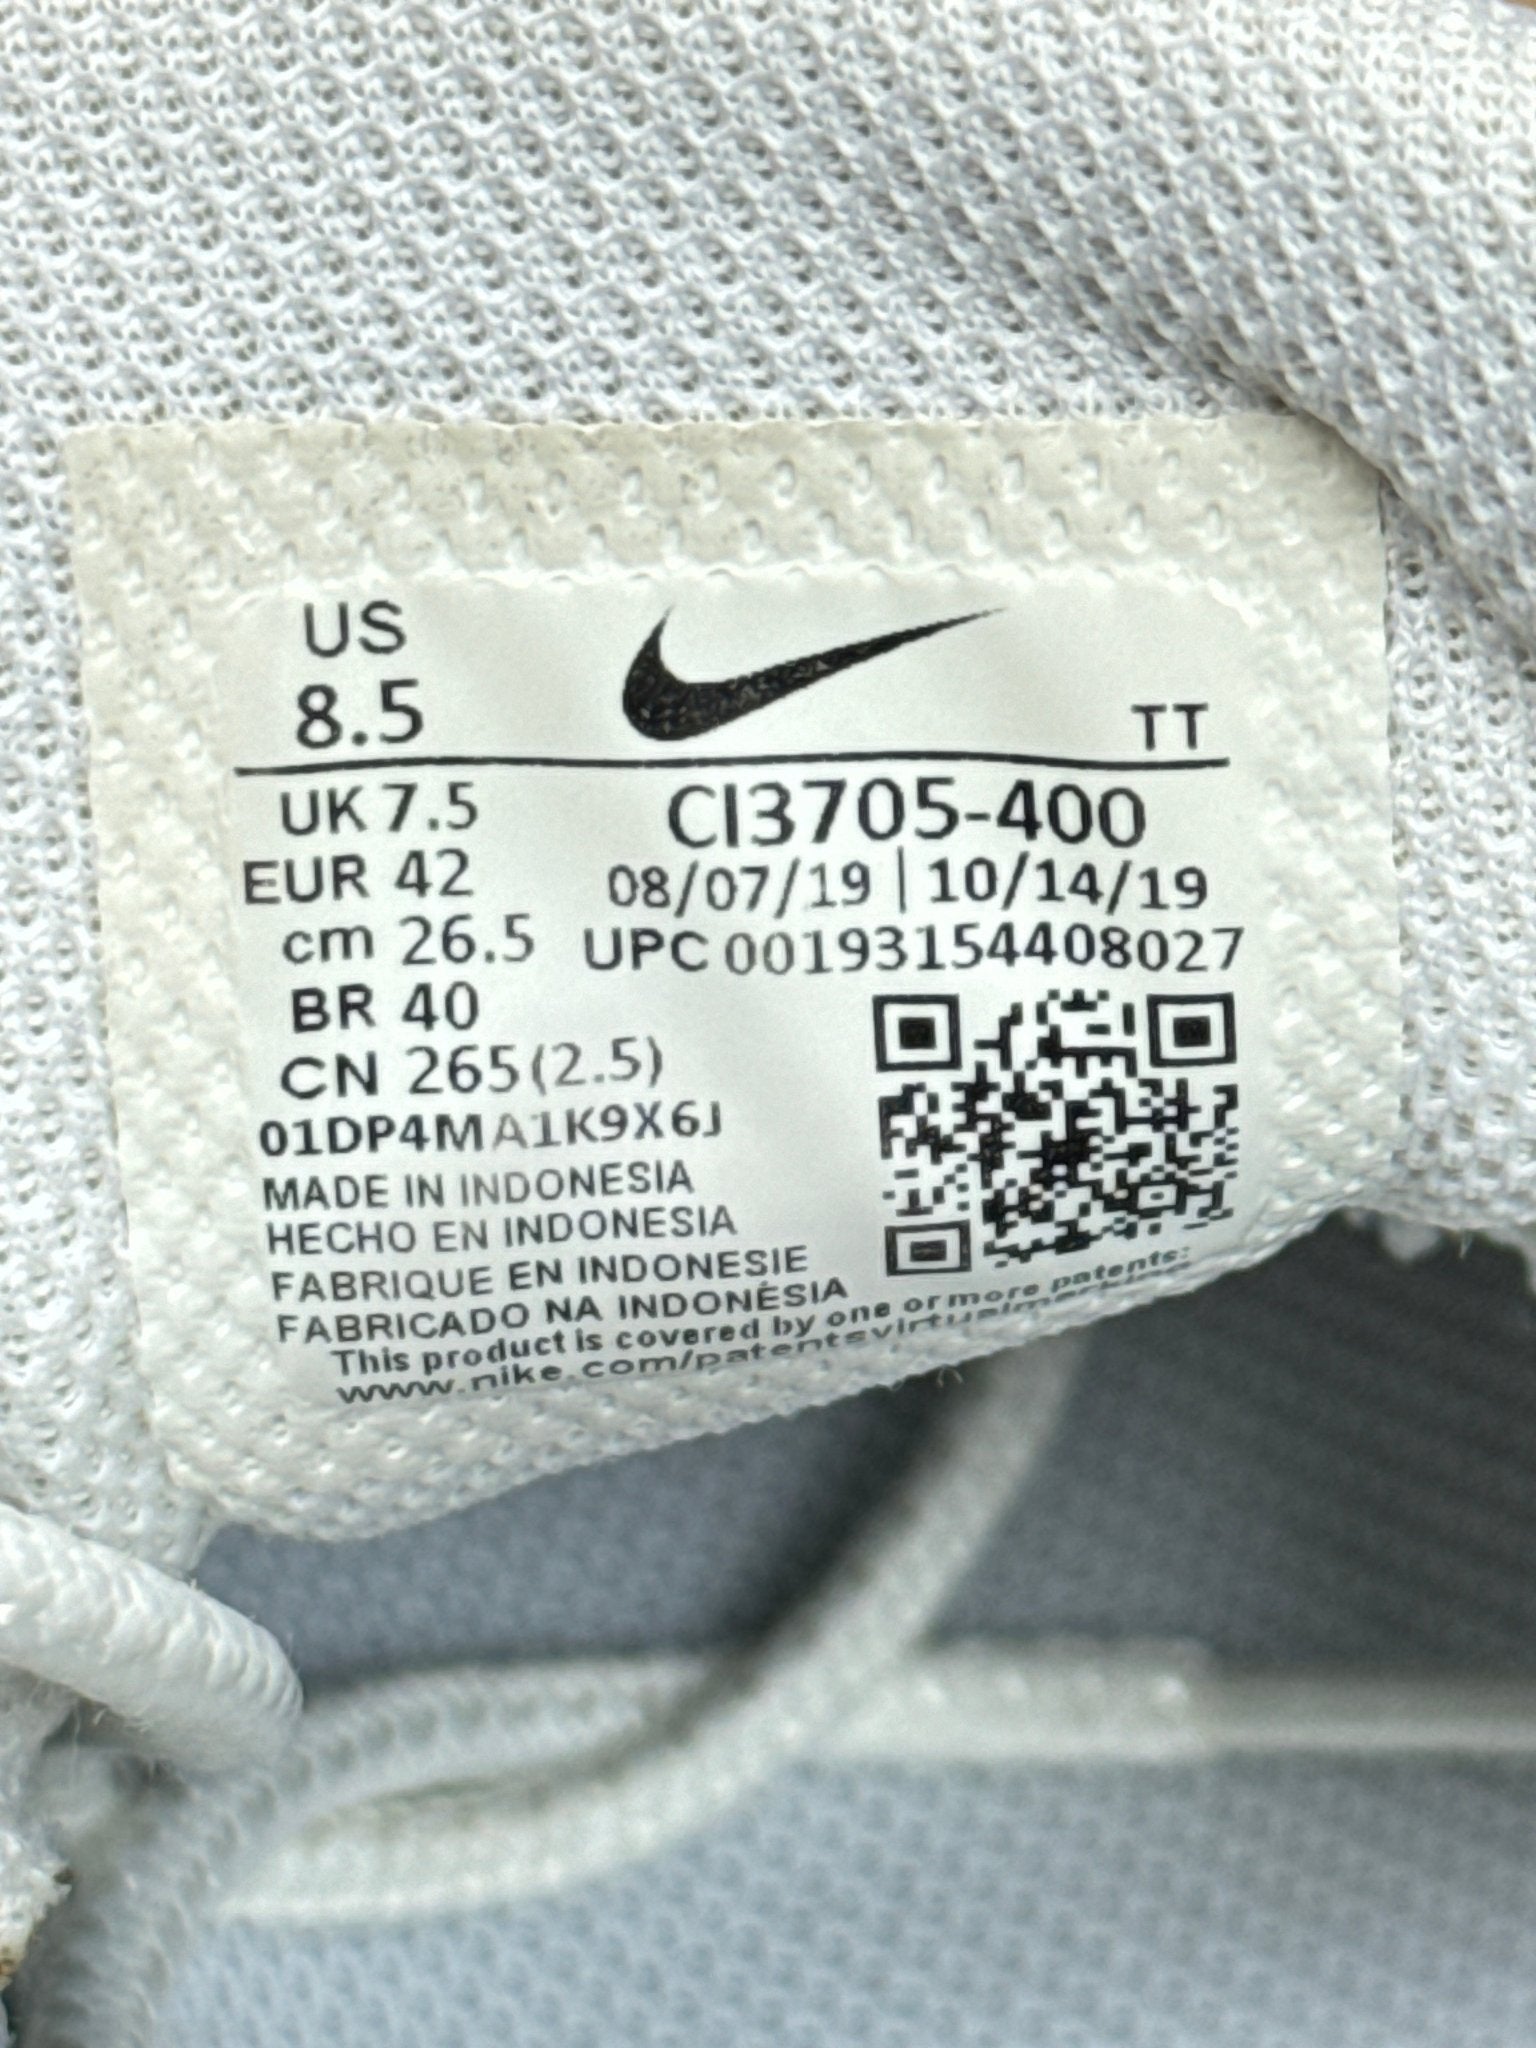 US
8.5
TT
UK 7.5
CI3705-400
EUR 42
08/07/19 | 10/14/19
cm 26.5
UPC 00193154408027
BR 40
CN 265(2.5)
01DP4MA1K9X6J
MADE IN INDONESIA
HECHO EN INDONESIA
FABRIQUE EN INDONESIE
FABRICADO NA INDONÉSIA
This product is covered by one or more patents:
www.nike.com/patentsvirtualmarking